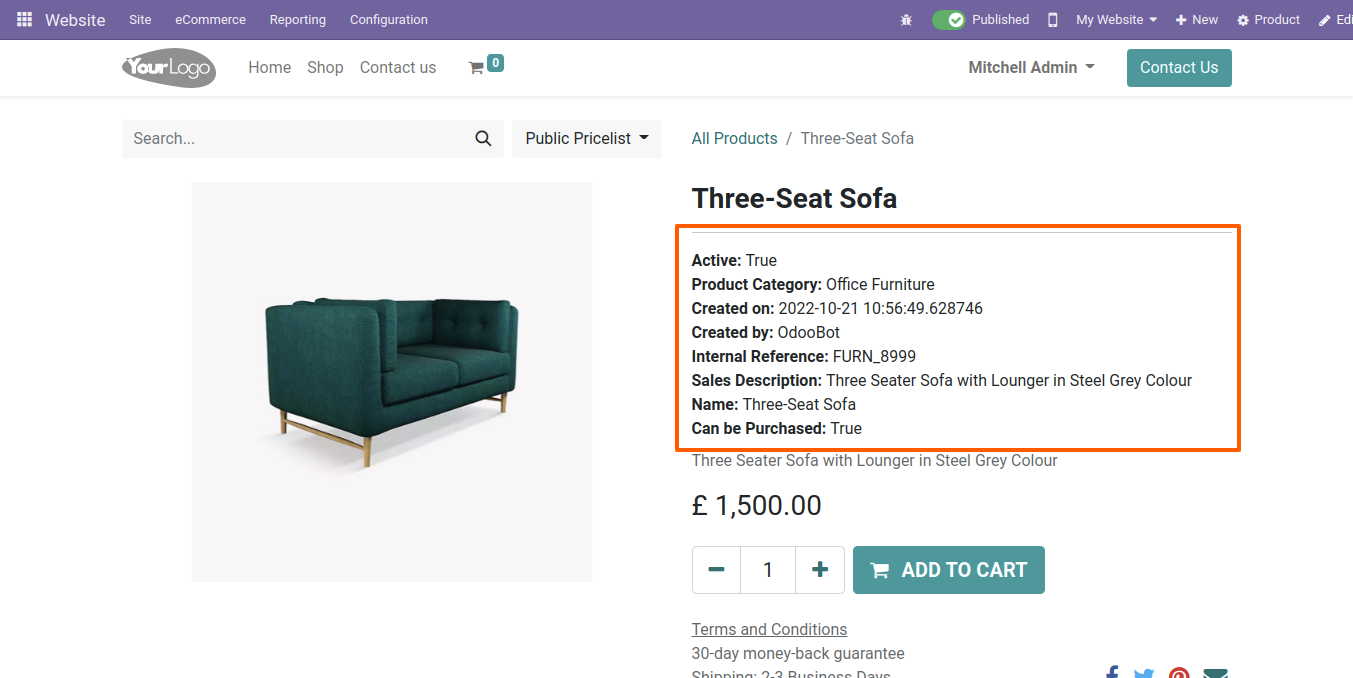 Website Site eCommerce Reporting Configuration Published My Website New Product Edi
YourLogo Home Shop Contact us 0 Mitchell Admin Contact Us
Search... Public Pricelist All Products / Three-Seat Sofa
Three-Seat Sofa
Active: True
Product Category: Office Furniture
Created on: 2022-10-21 10:56:49.628746
Created by: OdooBot
Internal Reference: FURN_8999
Sales Description: Three Seater Sofa with Lounger in Steel Grey Colour
Name: Three-Seat Sofa
Can be Purchased: True
Three Seater Sofa with Lounger in Steel Grey Colour
£ 1,500.00
1 ADD TO CART
Terms and Conditions
30-day money-back guarantee
Shipping: 2-3 Business Days